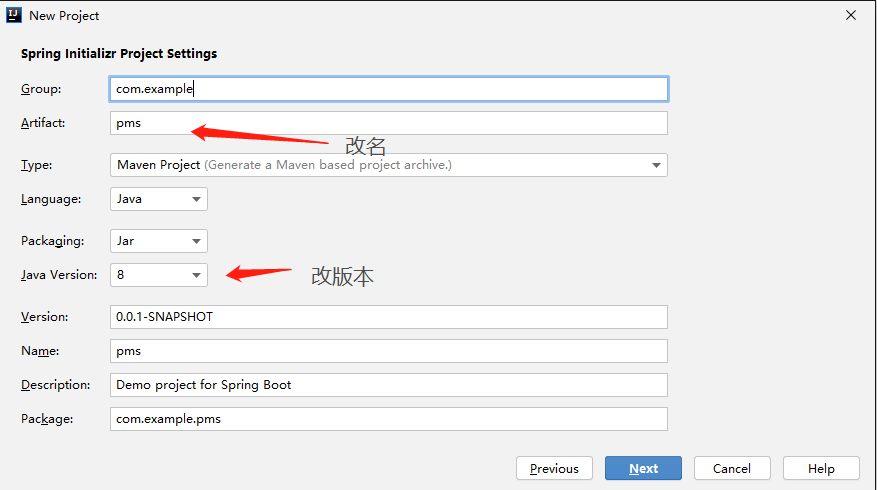 New Project
Spring Initializr Project Settings
Group: com.example
Artifact: pms
改名
Type: Maven Project (Generate a Maven based project archive.)
Language: Java
Packaging: Jar
Java Version: 8
改版本
Version: 0.0.1-SNAPSHOT
Name: pms
Description: Demo project for Spring Boot
Package: com.example.pms
Previous Next Cancel Help